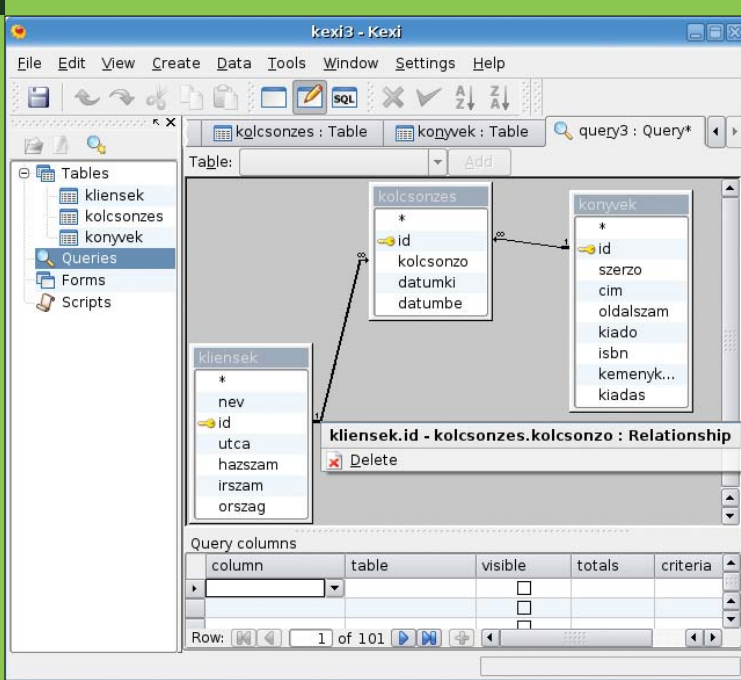 kexi3 - Kexi
File Edit View Create Data Tools Window Settings Help
SQL
kolcsonzes : Table konyvek : Table query3 : Query*
Table: Add
Tables
kliensek
kolcsonzes
konyvek
Queries
Forms
Scripts
kolcsonzes
*
id
kolcsonzo
datumki
datumbe
konyvek
*
id
szerzo
cim
oldalszam
kiado
isbn
kemenyk...
kiadas
kliensek
*
nev
id
utca
hazszam
irszam
orszag
∞
1
∞
1
kliensek.id - kolcsonzes.kolcsonzo : Relationship
Delete
Query columns
column table visible totals criteria
Row: 1 of 101